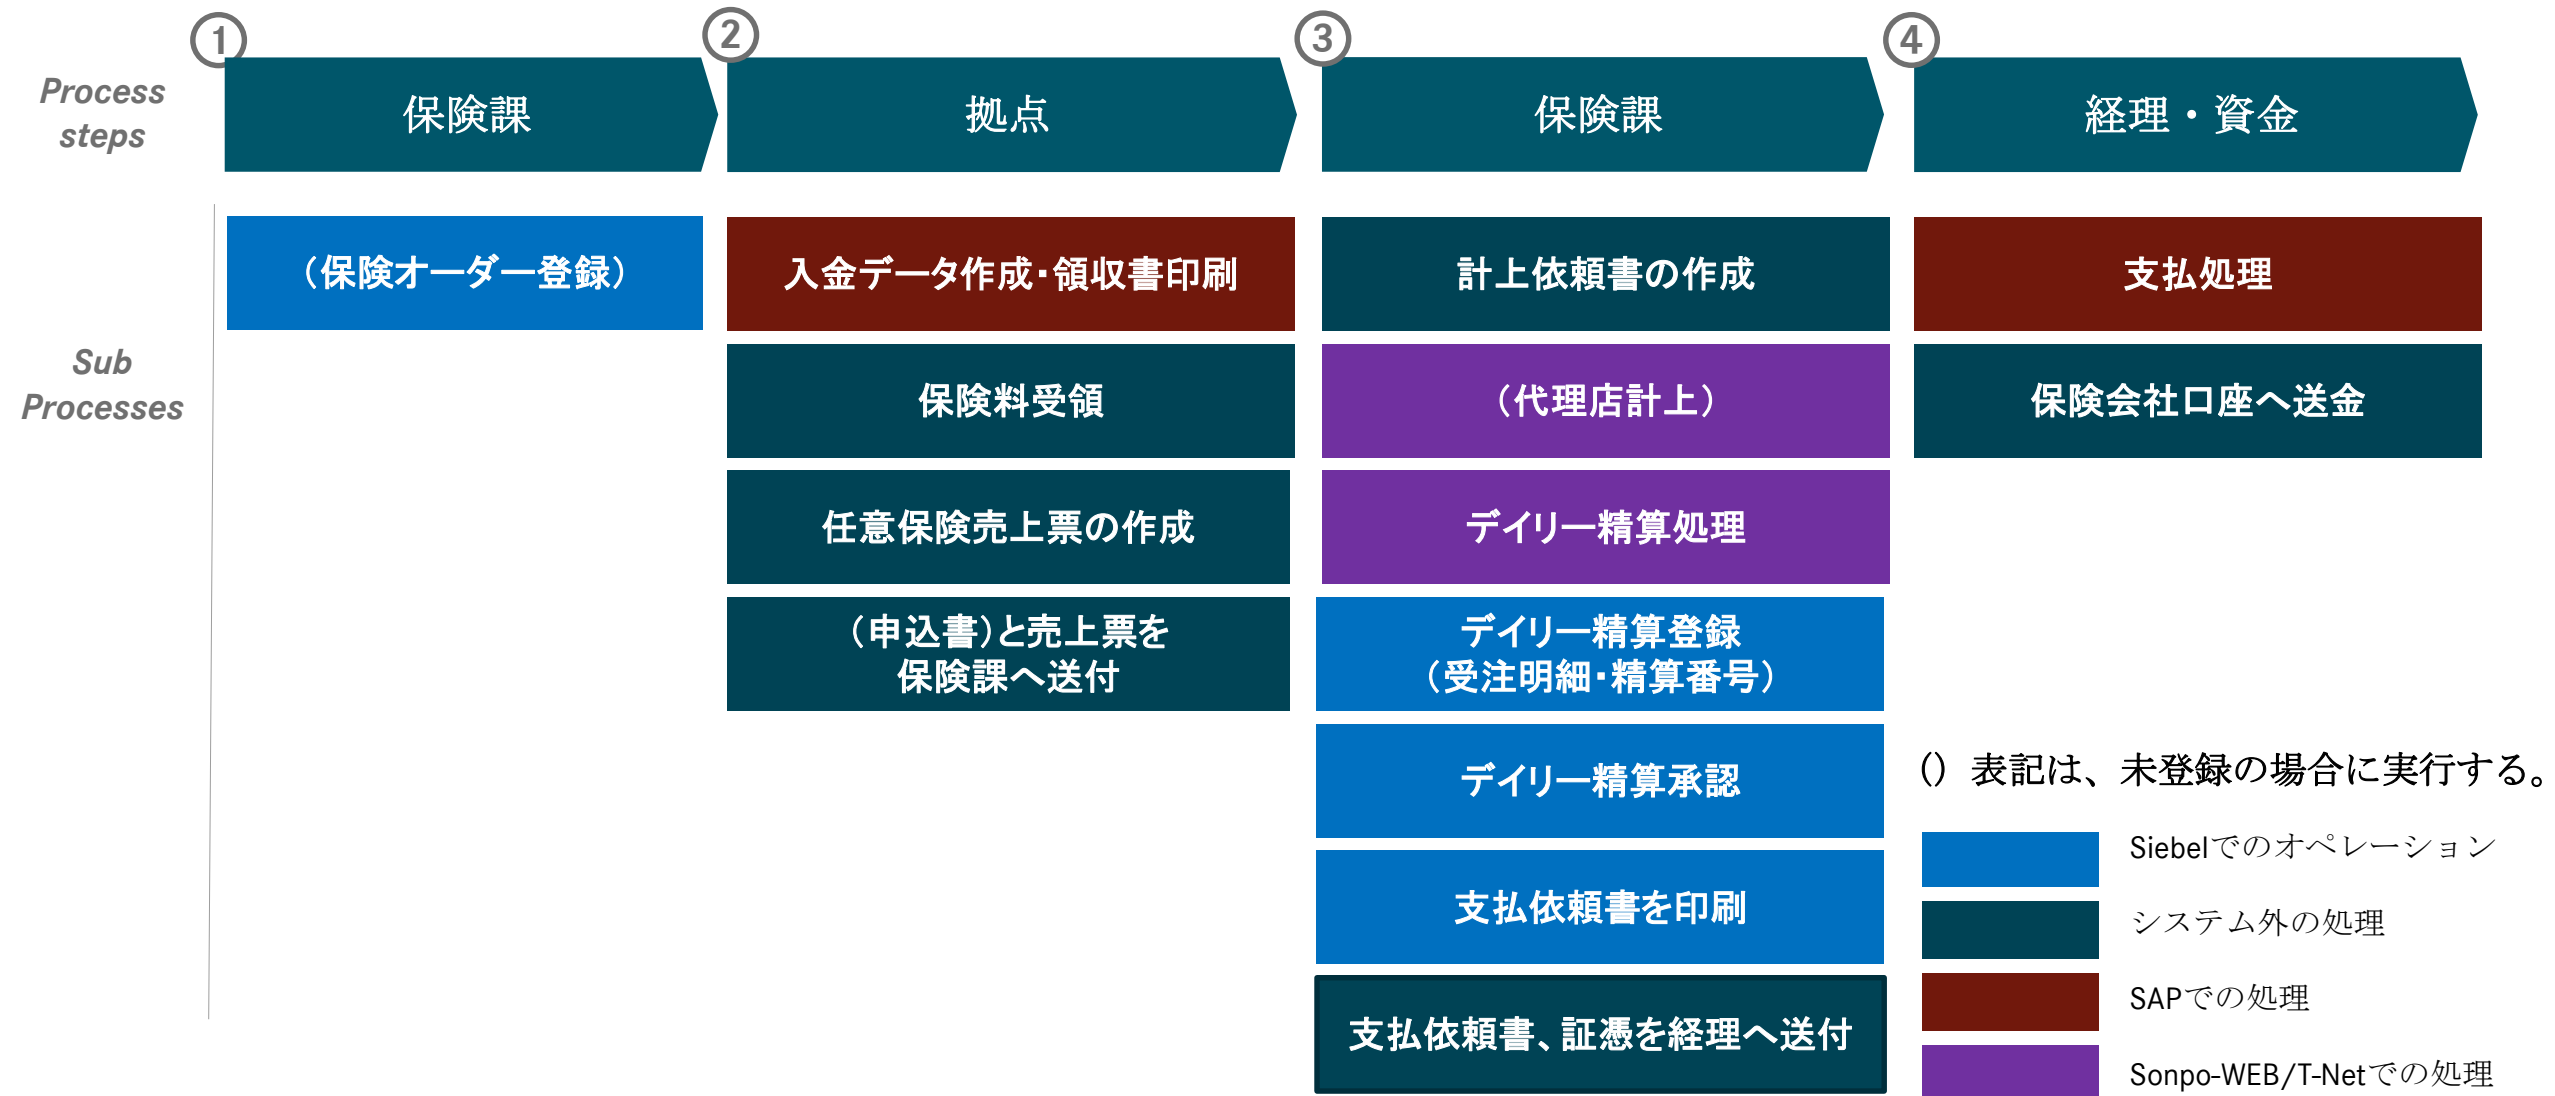 1
2
3
4
Process
steps
保険課
拠点
保険課
経理・資金
Sub
Processes
（保険オーダー登録）
入金データ作成・領収書印刷
保険料受領
任意保険売上票の作成
（申込書）と売上票を
保険課へ送付
計上依頼書の作成
（代理店計上）
デイリー精算処理
デイリー精算登録
（受注明細・精算番号）
デイリー精算承認
支払依頼書を印刷
支払依頼書、証憑を経理へ送付
支払処理
保険会社口座へ送金
() 表記は、未登録の場合に実行する。
Siebelでのオペレーション
システム外の処理
SAPでの処理
Sonpo-WEB/T-Netでの処理